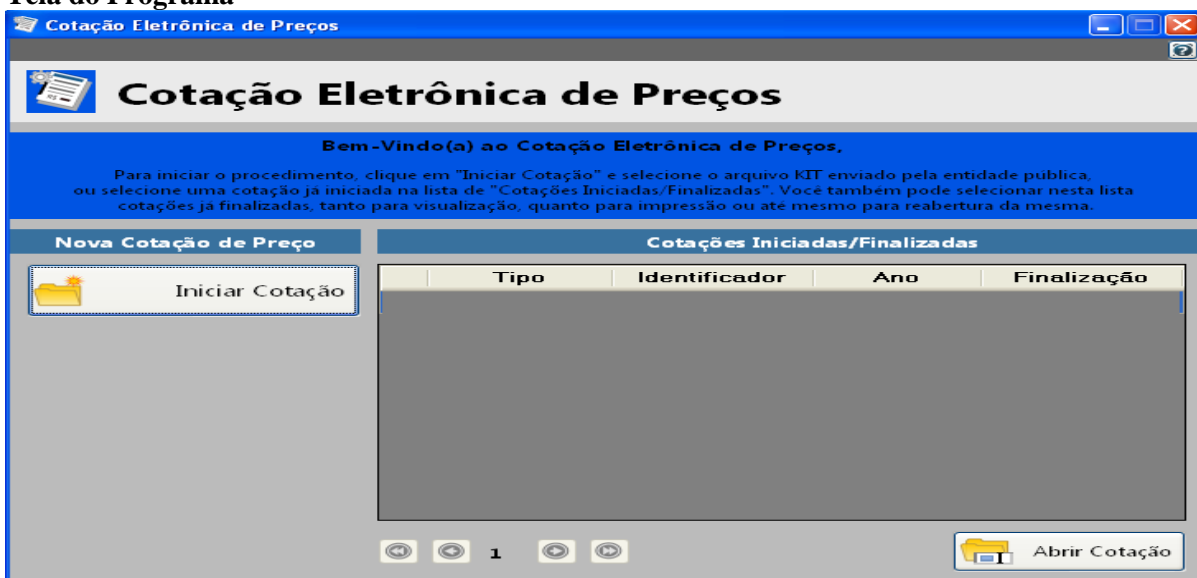 Tela do Programa
Cotação Eletrônica de Preços
Cotação Eletrônica de Preços
Bem-Vindo(a) ao Cotação Eletrônica de Preços,
Para iniciar o procedimento, clique em "Iniciar Cotação" e selecione o arquivo KIT enviado pela entidade pública,
ou selecione uma cotação já iniciada na lista de "Cotações Iniciadas/Finalizadas". Você também pode selecionar nesta lista
cotações já finalizadas, tanto para visualização, quanto para impressão ou até mesmo para reabertura da mesma.
Nova Cotação de Preço
Cotações Iniciadas/Finalizadas
Iniciar Cotação
Tipo Identificador Ano Finalização
1
Abrir Cotação